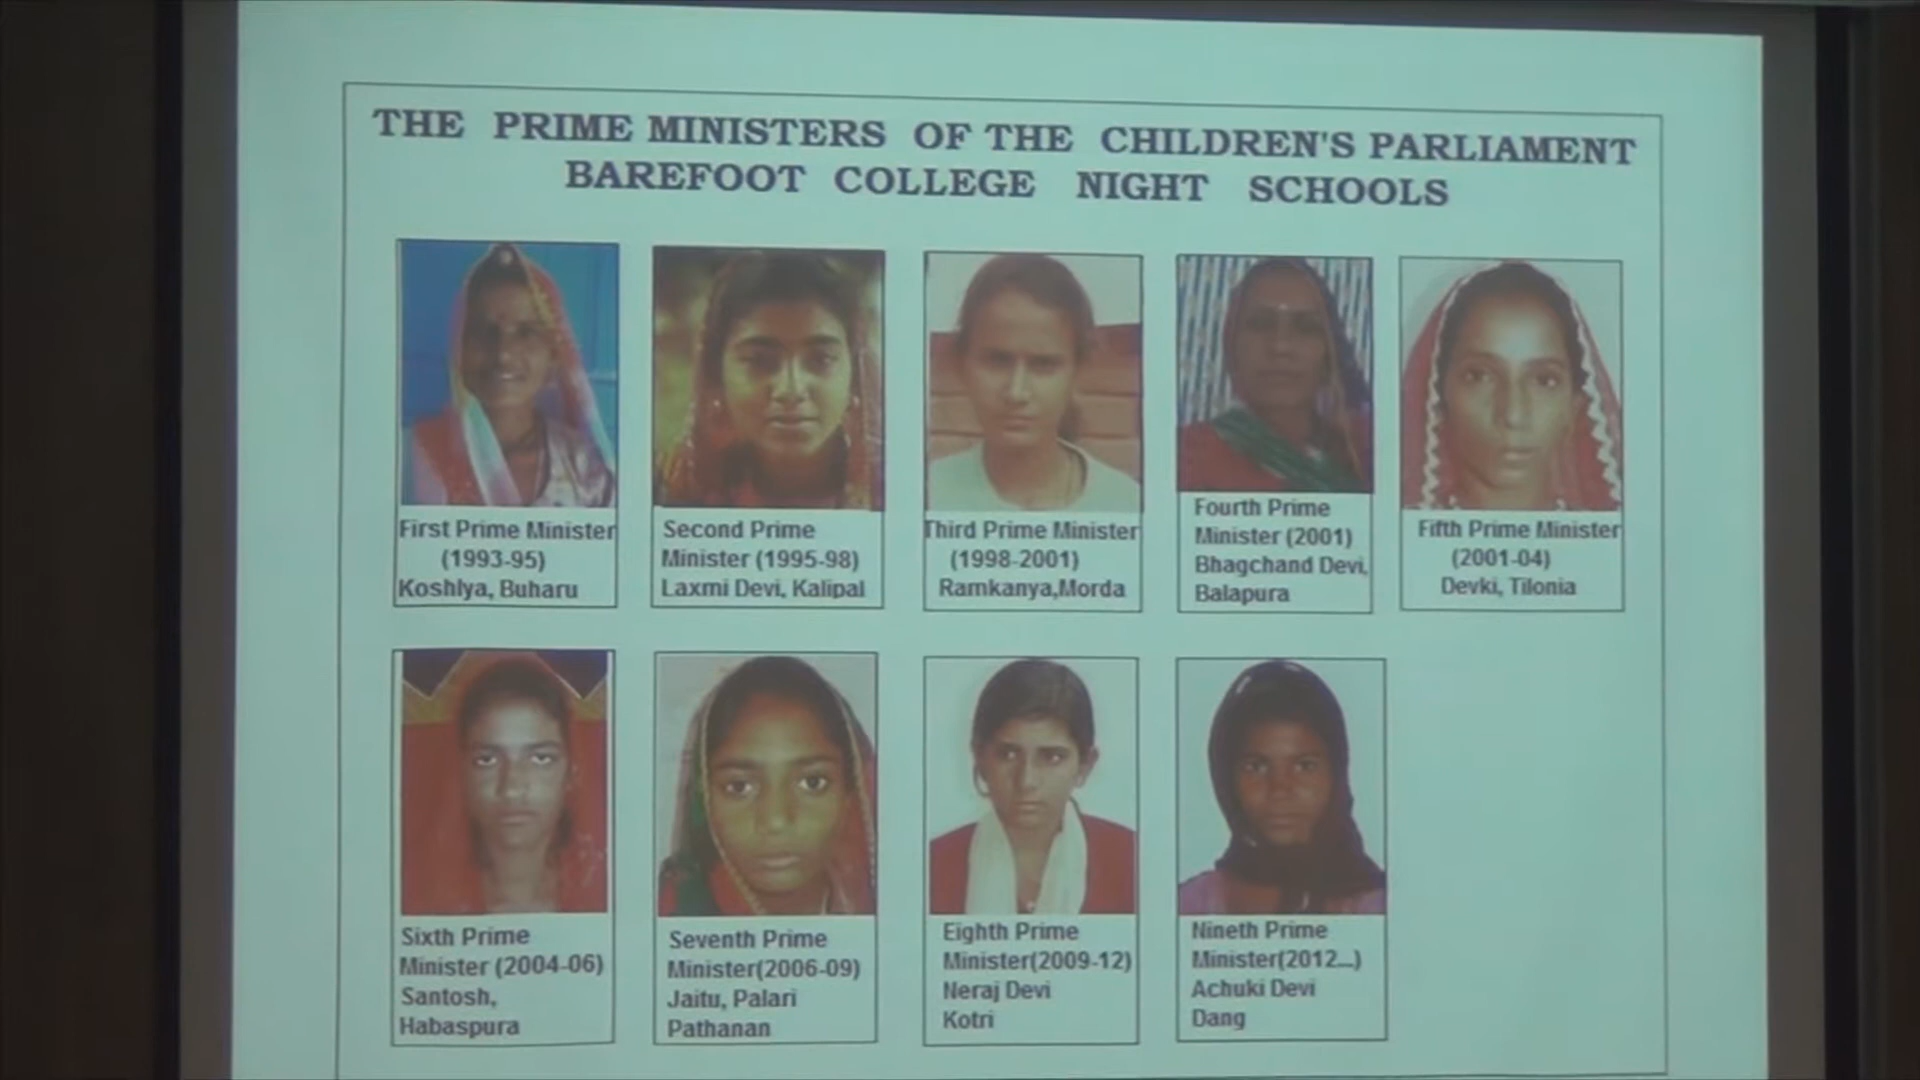 THE PRIME MINISTERS OF THE CHILDREN'S PARLIAMENT
BAREFOOT COLLEGE NIGHT SCHOOLS
First Prime Minister
(1993-95)
Koshlya, Buharu
Second Prime
Minister (1995-98)
Laxmi Devi, Kalipal
Third Prime Minister
(1998-2001)
Ramkanya,Morda
Fourth Prime
Minister (2001)
Bhagchand Devi,
Balapura
Fifth Prime Minister
(2001-04)
Devki, Tilonia
Sixth Prime
Minister (2004-06)
Santosh,
Habaspura
Seventh Prime
Minister(2006-09)
Jaitu, Palari
Pathanan
Eighth Prime
Minister(2009-12)
Neraj Devi
Kotri
Nineth Prime
Minister(2012...)
Achuki Devi
Dang